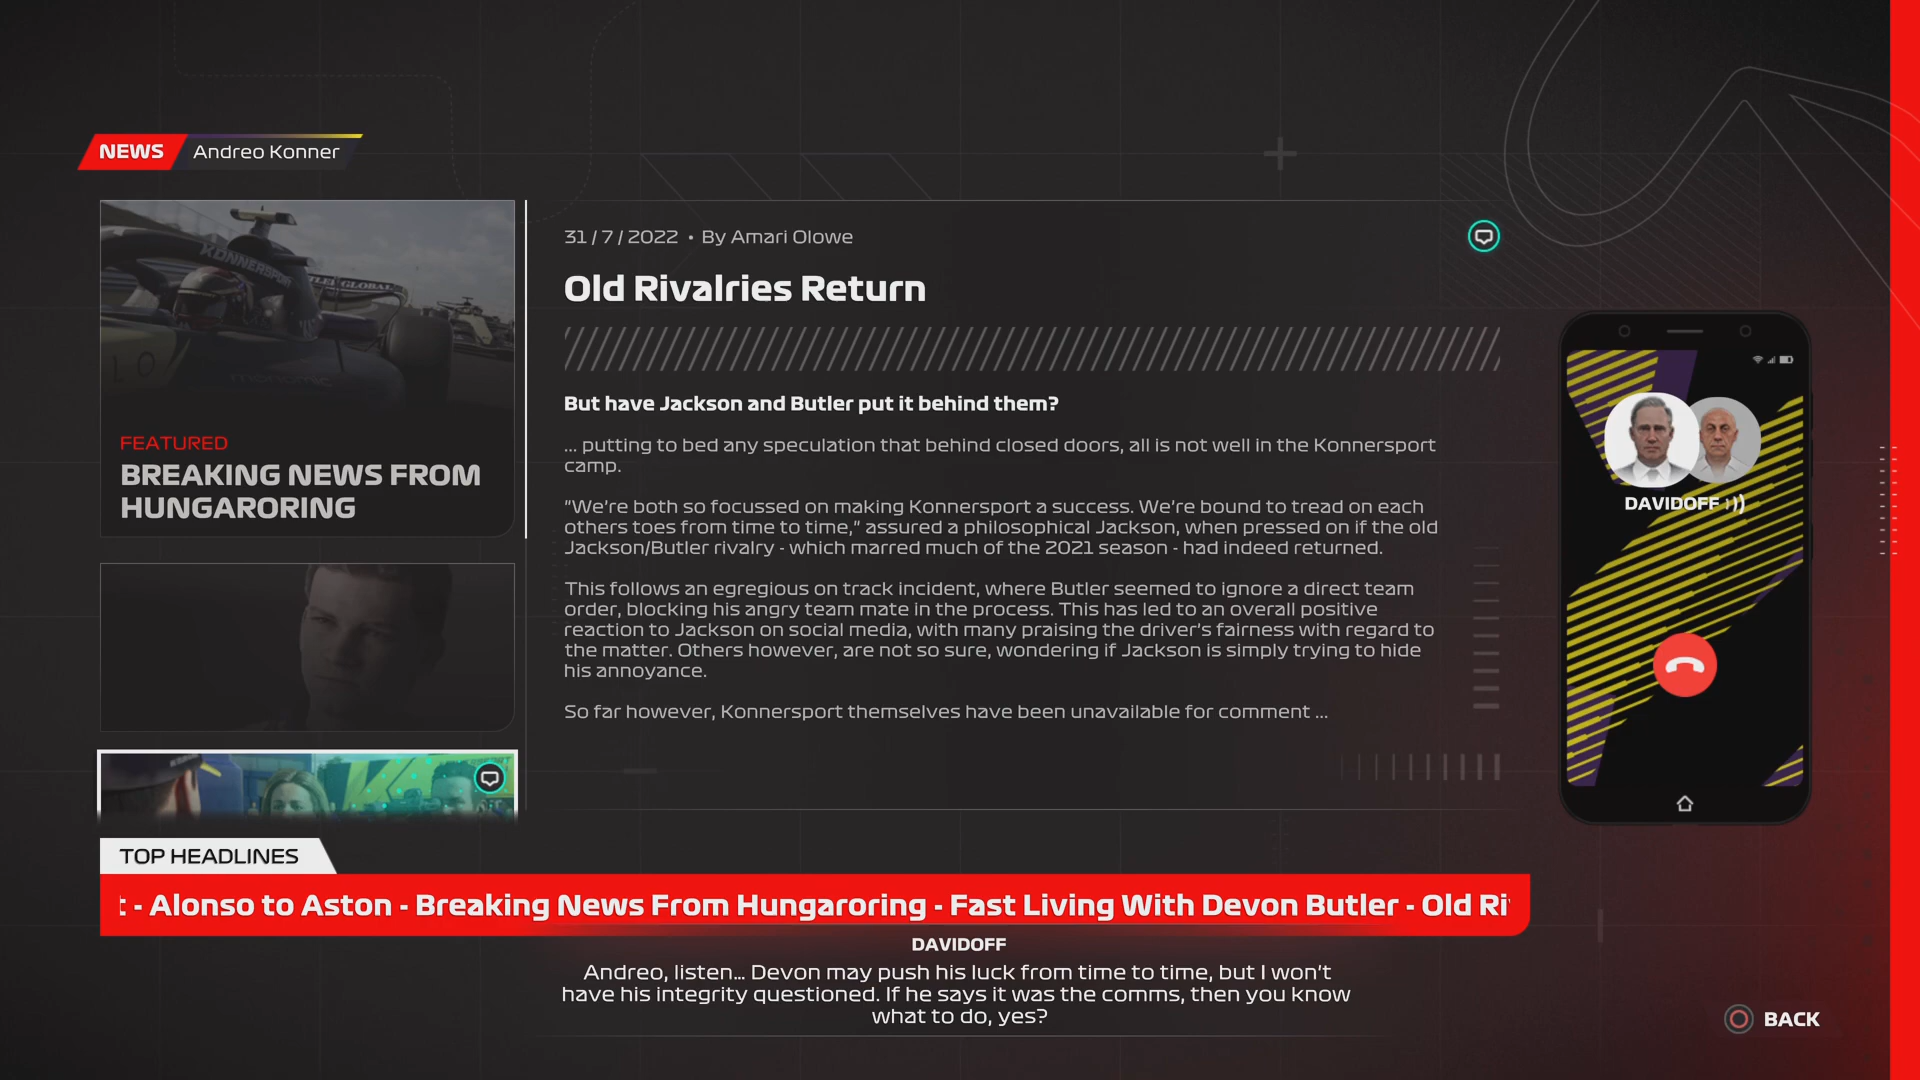 NEWS Andreo Konner
KONNERSPORT
GLOBAL
FEATURED
BREAKING NEWS FROM
HUNGARORING
31/7/2022 • By Amari Olowe
Old Rivalries Return
But have Jackson and Butler put it behind them?
... putting to bed any speculation that behind closed doors, all is not well in the Konnersport
camp.
"We're both so focussed on making Konnersport a success. We're bound to tread on each
others toes from time to time," assured a philosophical Jackson, when pressed on if the old
Jackson/Butler rivalry - which marred much of the 2021 season - had indeed returned.
This follows an egregious on track incident, where Butler seemed to ignore a direct team
order, blocking his angry team mate in the process. This has led to an overall positive
reaction to Jackson on social media, with many praising the driver's fairness with regard to
the matter. Others however, are not so sure, wondering if Jackson is simply trying to hide
his annoyance.
So far however, Konnersport themselves have been unavailable for comment ...
DAVIDOFF
TOP HEADLINES
- Alonso to Aston - Breaking News From Hungaroring - Fast Living With Devon Butler - Old Ri
DAVIDOFF
Andreo, listen... Devon may push his luck from time to time, but I won't
have his integrity questioned. If he says it was the comms, then you know
what to do, yes?
BACK